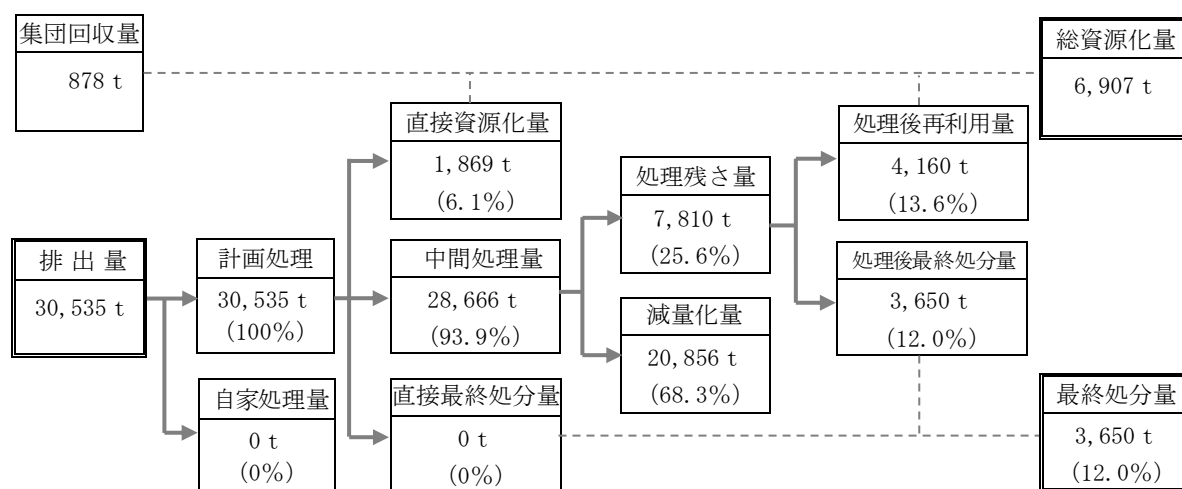 集団回収量
878 t
総資源化量
6,907 t
直接資源化量
1,869 t
(6.1%)
処理後再利用量
4,160 t
(13.6%)
処理残さ量
7,810 t
(25.6%)
排出量
30,535 t
計画処理
30,535 t
(100%)
中間処理量
28,666 t
(93.9%)
処理後最終処分量
3,650 t
(12.0%)
減量化量
20,856 t
(68.3%)
自家処理量
0 t
(0%)
直接最終処分量
0 t
(0%)
最終処分量
3,650 t
(12.0%)